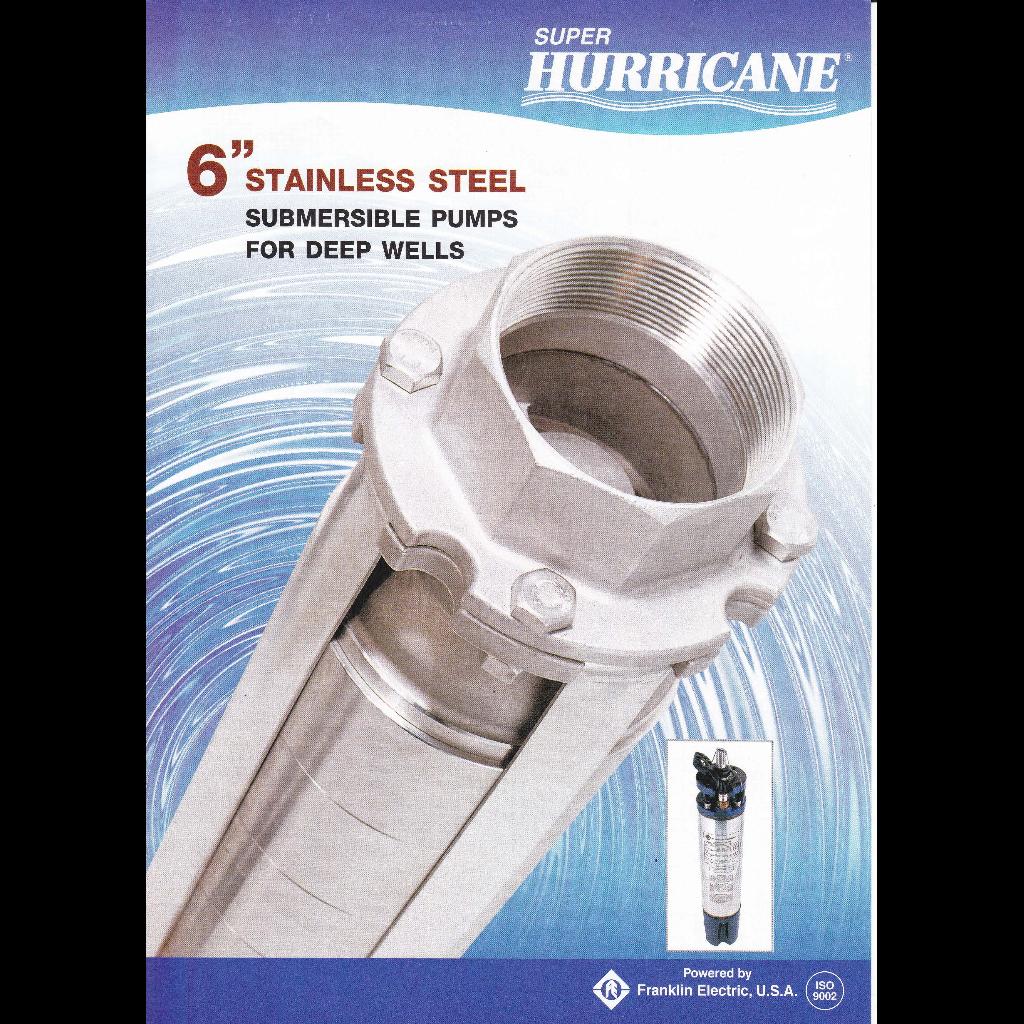 SUPER
HURRICANE®
6” STAINLESS STEEL
SUBMERSIBLE PUMPS
FOR DEEP WELLS
Powered by
Franklin Electric, U.S.A.
ISO
9002